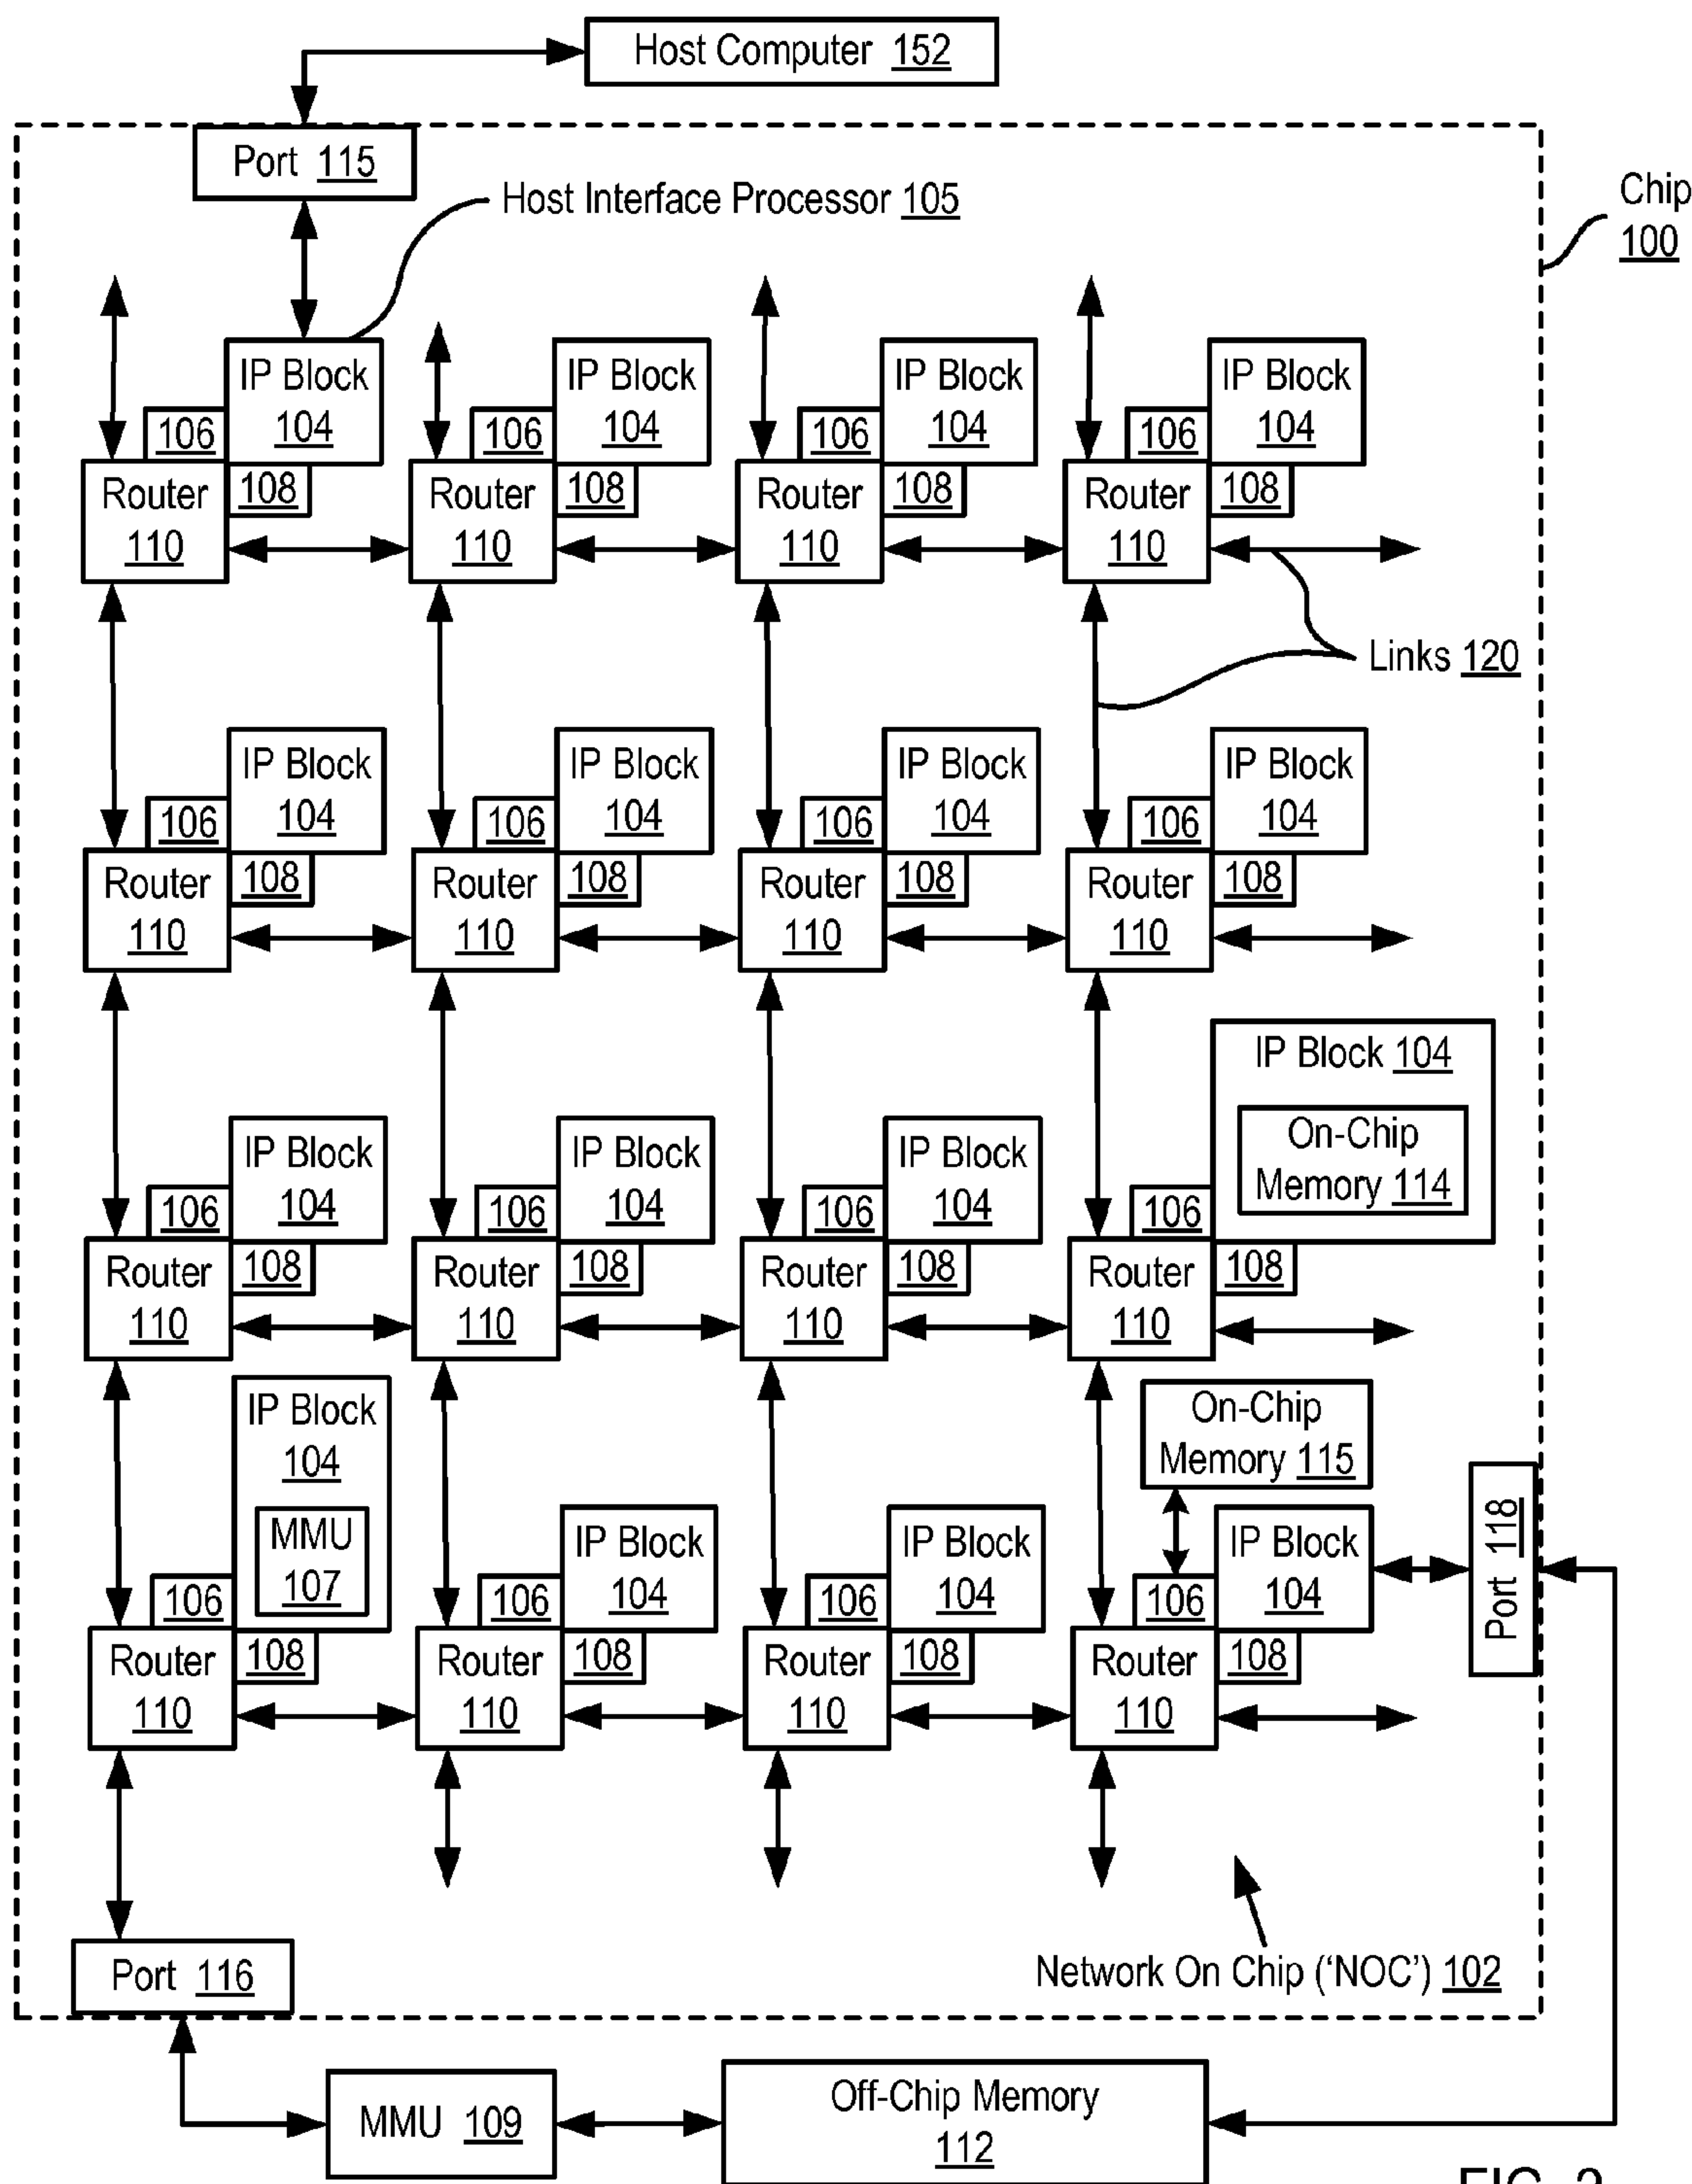 Host Computer 152
Port 115
Host Interface Processor 105
Chip
100
IP Block
104
106
108
Router
110
IP Block
104
106
108
Router
110
IP Block
104
106
108
Router
110
IP Block
104
106
108
Router
110
Links 120
IP Block
104
106
108
Router
110
IP Block
104
106
108
Router
110
IP Block
104
106
108
Router
110
IP Block
104
106
108
Router
110
IP Block
104
106
108
Router
110
IP Block
104
106
108
Router
110
IP Block
104
106
108
Router
110
IP Block 104
On-Chip
Memory 114
106
108
Router
110
IP Block
104
MMU
107
106
108
Router
110
IP Block
104
106
108
Router
110
IP Block
104
106
108
Router
110
On-Chip
Memory 115
IP Block
104
106
108
Router
110
Port 118
Port 116
Network On Chip (‘NOC’) 102
MMU 109
Off-Chip Memory
112